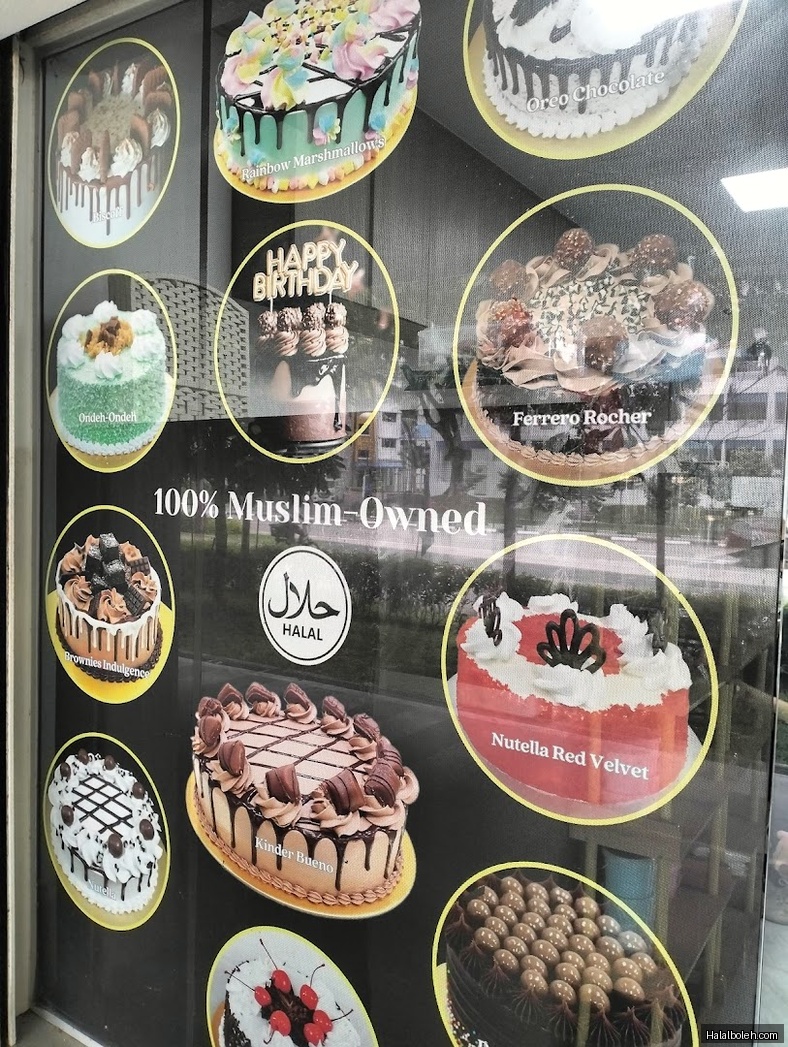 Oreo Chocolate
Rainbow Marshmallows
Biscoff
HAPPY
BIRTHDAY
Ondeh-Ondeh
Ferrero Rocher
100% Muslim-Owned
حلال
HALAL
Brownies Indulgence
Nutella Red Velvet
Kinder Bueno
Nutella
Halalboleh.com